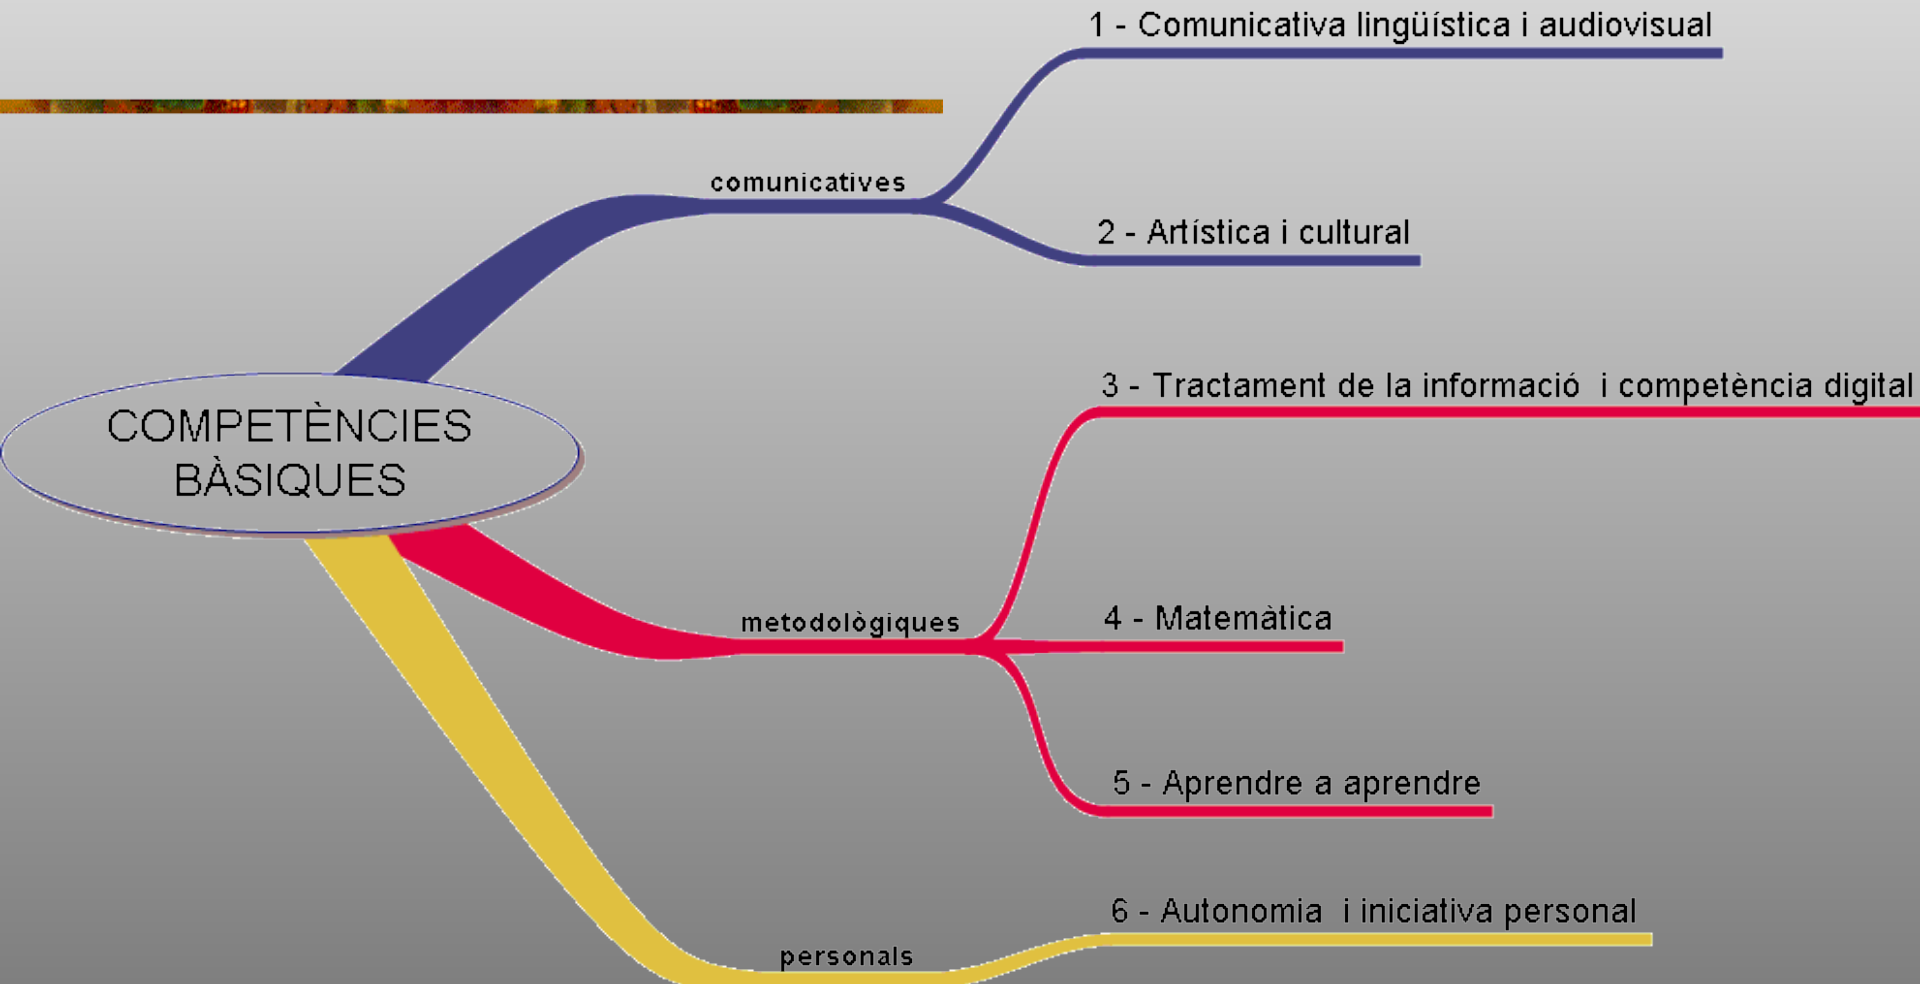 COMPETÈNCIES
BÀSIQUES
comunicatives
1 - Comunicativa lingüística i audiovisual
2 - Artística i cultural
metodològiques
3 - Tractament de la informació  i competència digital
4 - Matemàtica
5 - Aprendre a aprendre
personals
6 - Autonomia  i iniciativa personal